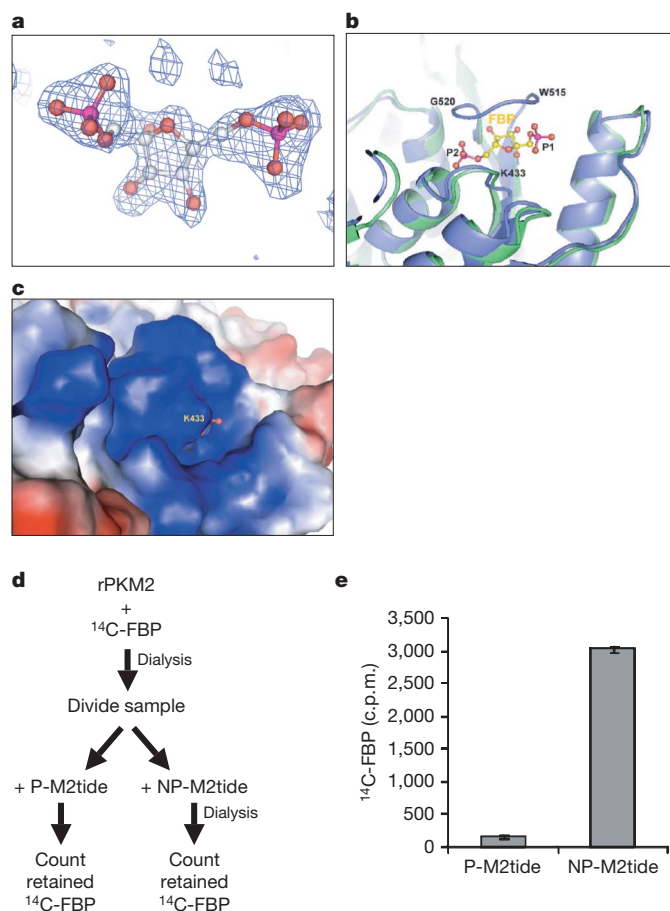 a
b
G520
W515
FBP
P2
P1
K433
c
K433
d
rPKM2
+
¹⁴C-FBP
Dialysis
Divide sample
+ P-M2tide
+ NP-M2tide
Dialysis
Count
retained
¹⁴C-FBP
Count
retained
¹⁴C-FBP
e
¹⁴C-FBP (c.p.m.)
3,500
3,000
2,500
2,000
1,500
1,000
500
0
P-M2tide
NP-M2tide